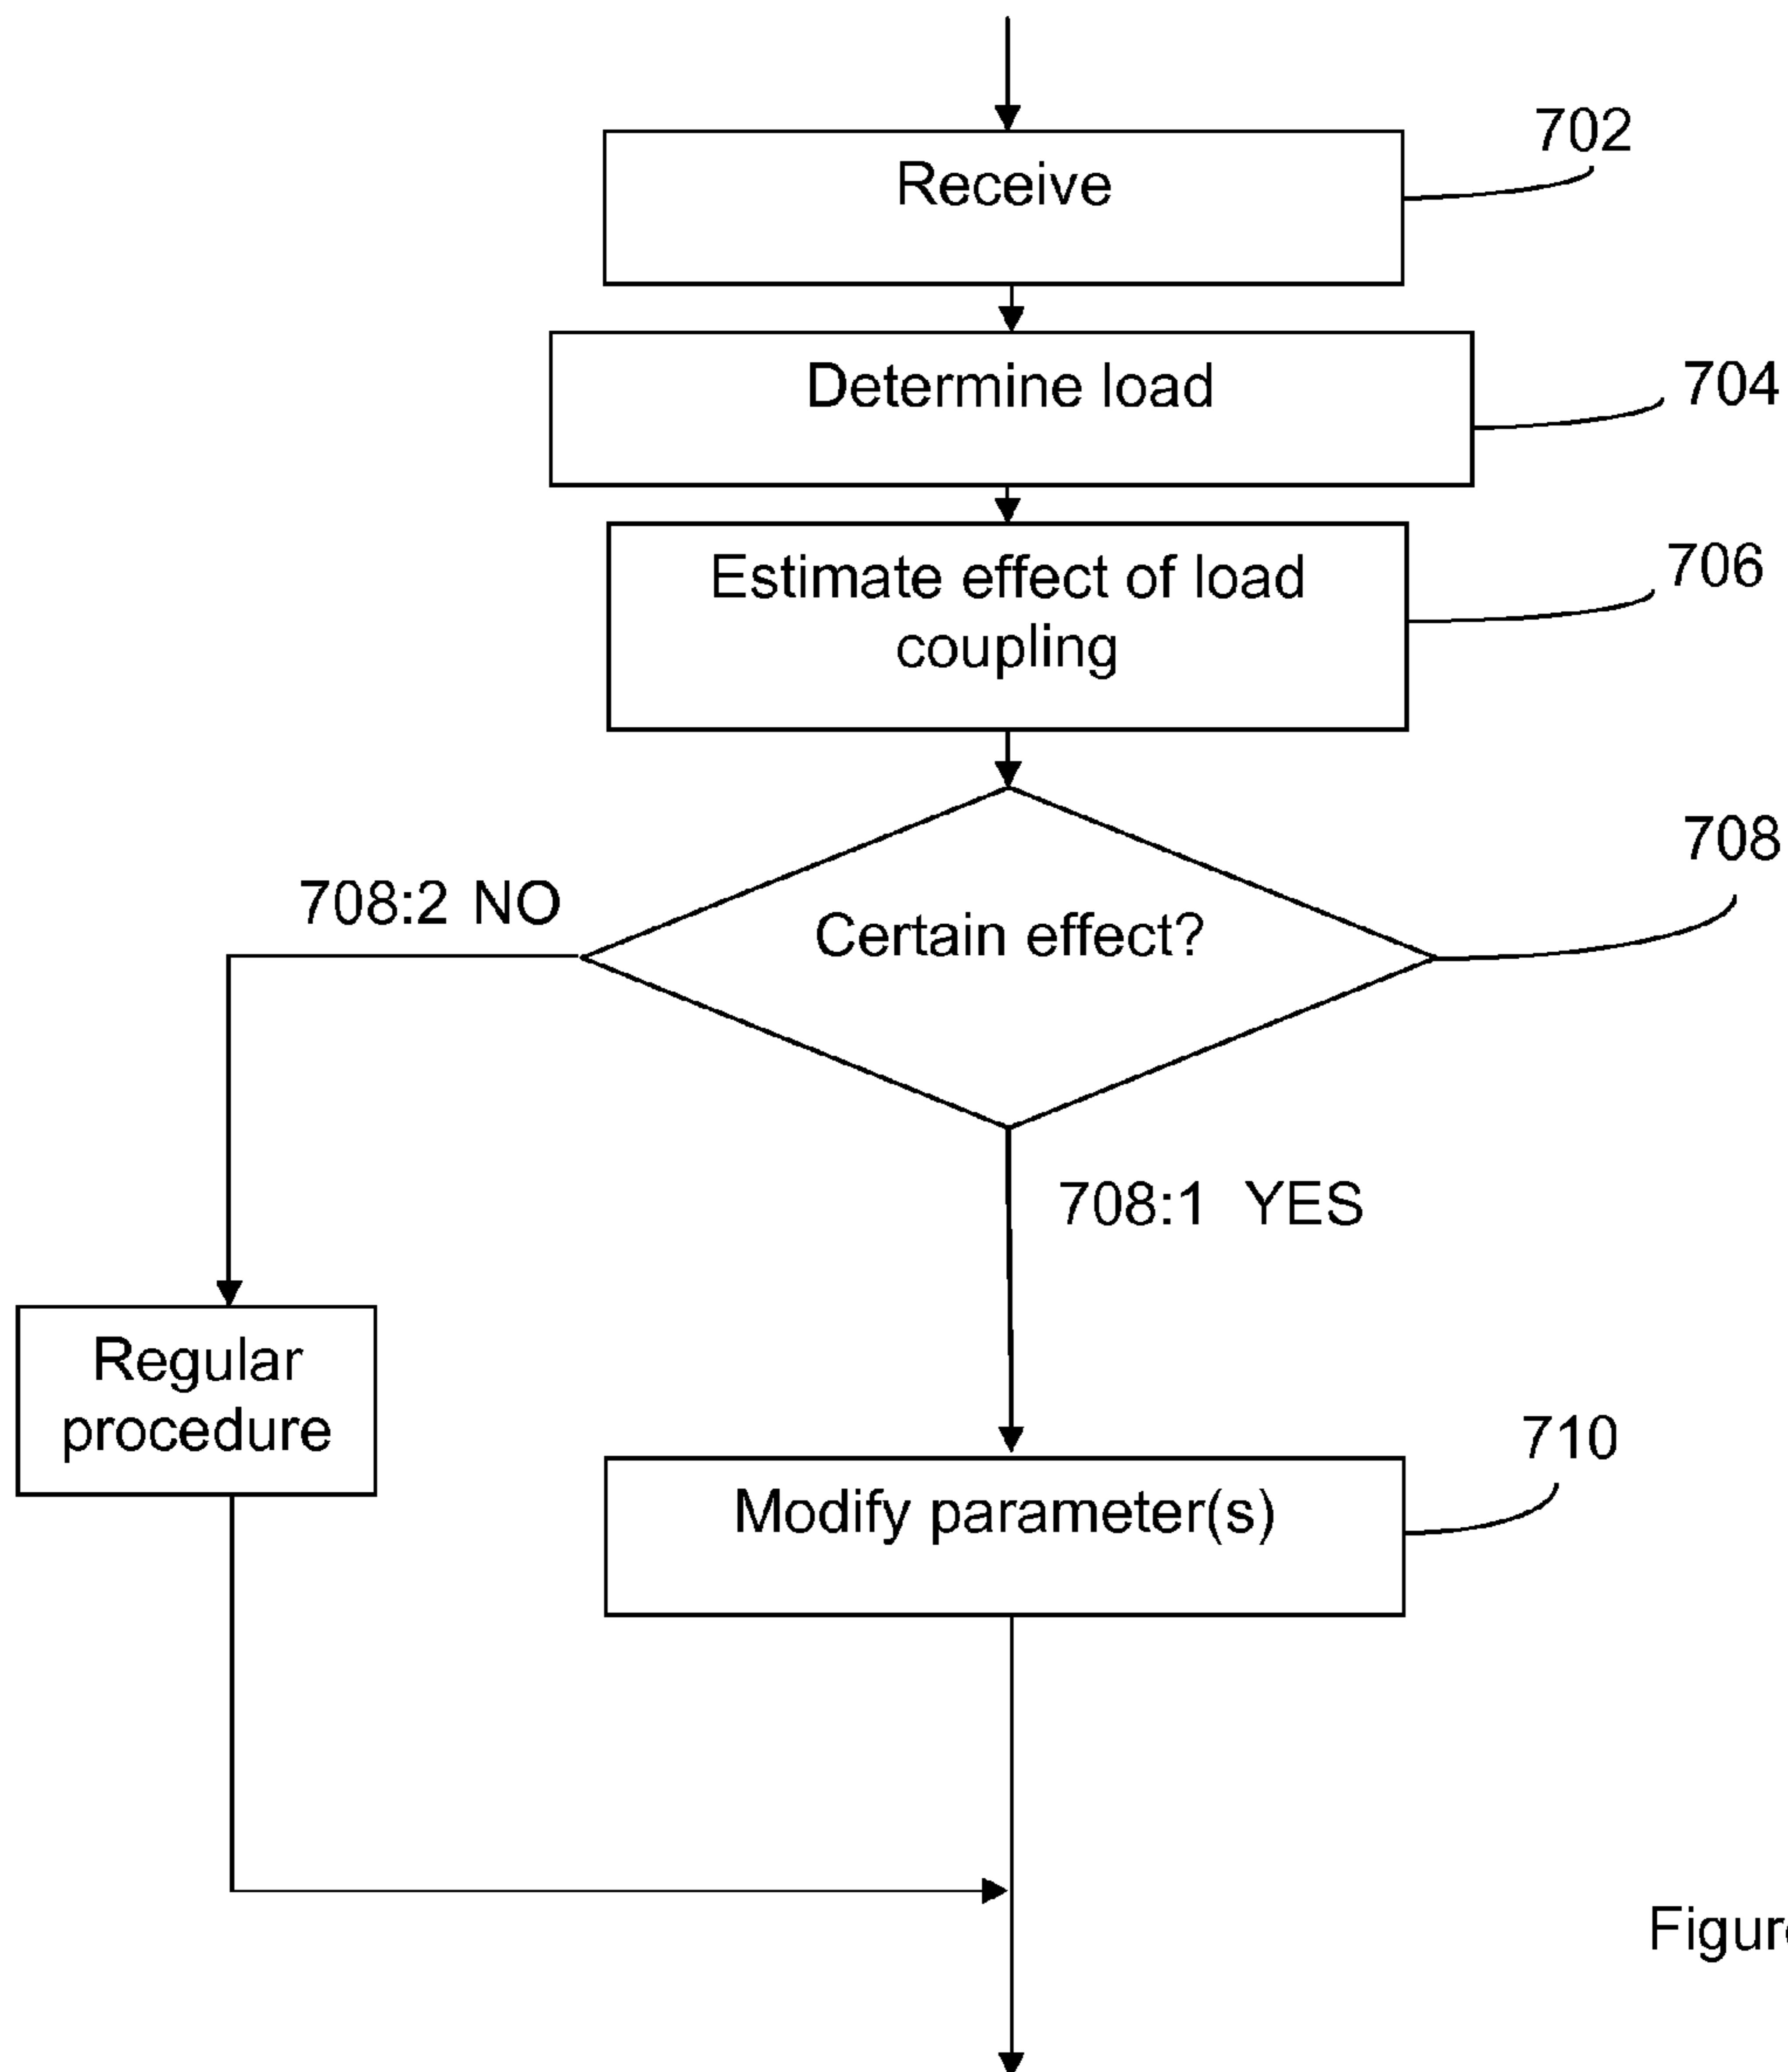 Receive
702
Determine load
704
Estimate effect of load
coupling
706
708
708:2 NO
Certain effect?
708:1 YES
Regular
procedure
710
Modify parameter(s)